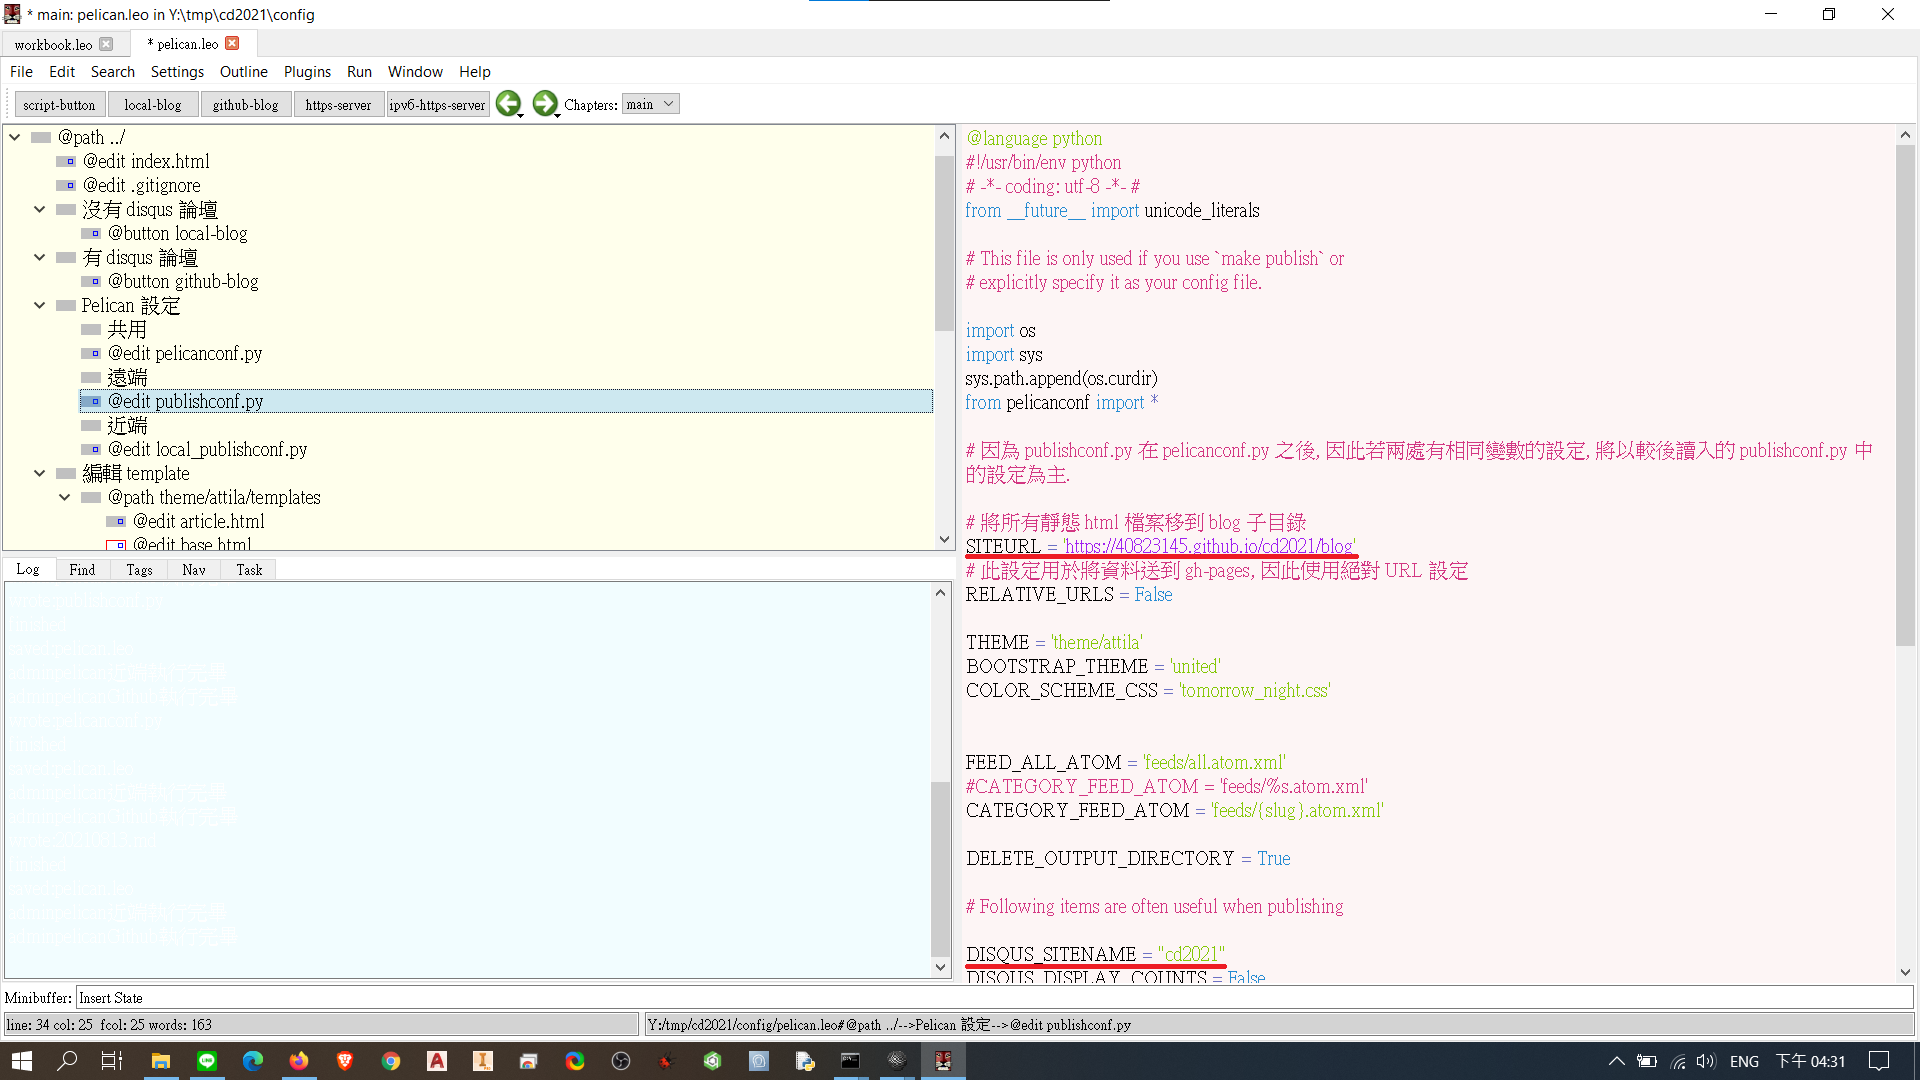 * main: pelican.leo in Y:\tmp\cd2021\config
workbook.leo
* pelican.leo
File Edit Search Settings Outline Plugins Run Window Help
script-button local-blog github-blog https-server ipv6-https-server Chapters: main
@path ../
@edit index.html
@edit .gitignore
沒有 disqus 論壇
@button local-blog
有 disqus 論壇
@button github-blog
Pelican 設定
共用
@edit pelicanconf.py
遠端
@edit publishconf.py
近端
@edit local_publishconf.py
編輯 template
@path theme/attila/templates
@edit article.html
@edit base.html
Log Find Tags Nav Task
@language python
#!/usr/bin/env python
# -*- coding: utf-8 -*- #
from __future__ import unicode_literals
# This file is only used if you use `make publish` or
# explicitly specify it as your config file.
import os
import sys
sys.path.append(os.curdir)
from pelicanconf import *
# 因為 publishconf.py 在 pelicanconf.py 之後, 因此若兩處有相同變數的設定, 將以較後讀入的 publishconf.py 中
的設定為主.
# 將所有靜態 html 檔案移到 blog 子目錄
SITEURL = 'https://40823145.github.io/cd2021/blog'
# 此設定用於將資料送到 gh-pages, 因此使用絕對 URL 設定
RELATIVE_URLS = False
THEME = 'theme/attila'
BOOTSTRAP_THEME = 'united'
COLOR_SCHEME_CSS = 'tomorrow_night.css'
FEED_ALL_ATOM = 'feeds/all.atom.xml'
#CATEGORY_FEED_ATOM = 'feeds/%s.atom.xml'
CATEGORY_FEED_ATOM = 'feeds/{slug}.atom.xml'
DELETE_OUTPUT_DIRECTORY = True
# Following items are often useful when publishing
DISQUS_SITENAME = "cd2021"
DISQUS_DISPLAY_COUNTS = False
Minibuffer: Insert State
line: 34 col: 25 fcol: 25 words: 163
Y:/tmp/cd2021/config/pelican.leo#@path ../-->Pelican 設定-->@edit publishconf.py
ENG 下午 04:31